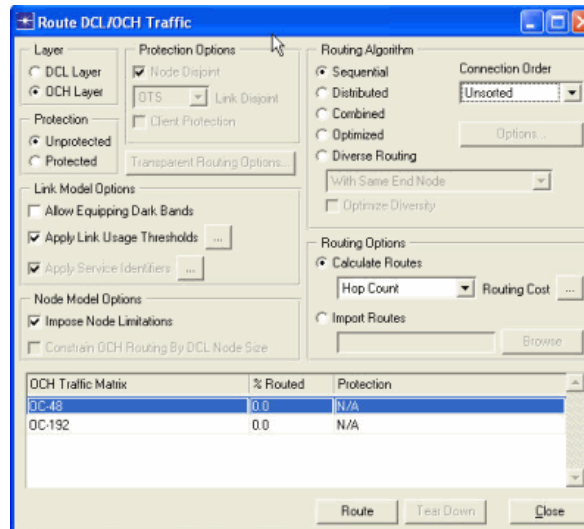 Route DCL/OCH Traffic
Layer
DCL Layer
OCH Layer
Protection Options
Node Disjoint
OTS Link Disjoint
Client Protection
Protection
Unprotected
Protected
Transparent Routing Options...
Link Model Options
Allow Equipping Dark Bands
Apply Link Usage Thresholds ...
Apply Service Identifiers ...
Node Model Options
Impose Node Limitations
Constrain OCH Routing By DCL Node Size
Routing Algorithm
Sequential
Distributed
Combined
Optimized
Diverse Routing
Connection Order
Unsorted
Options...
With Same End Node
Optimize Diversity
Routing Options
Calculate Routes
Hop Count Routing Cost ...
Import Routes
Browse
OCH Traffic Matrix % Routed Protection
OC-48 0.0 N/A
OC-192 0.0 N/A
Route Tear Down Close